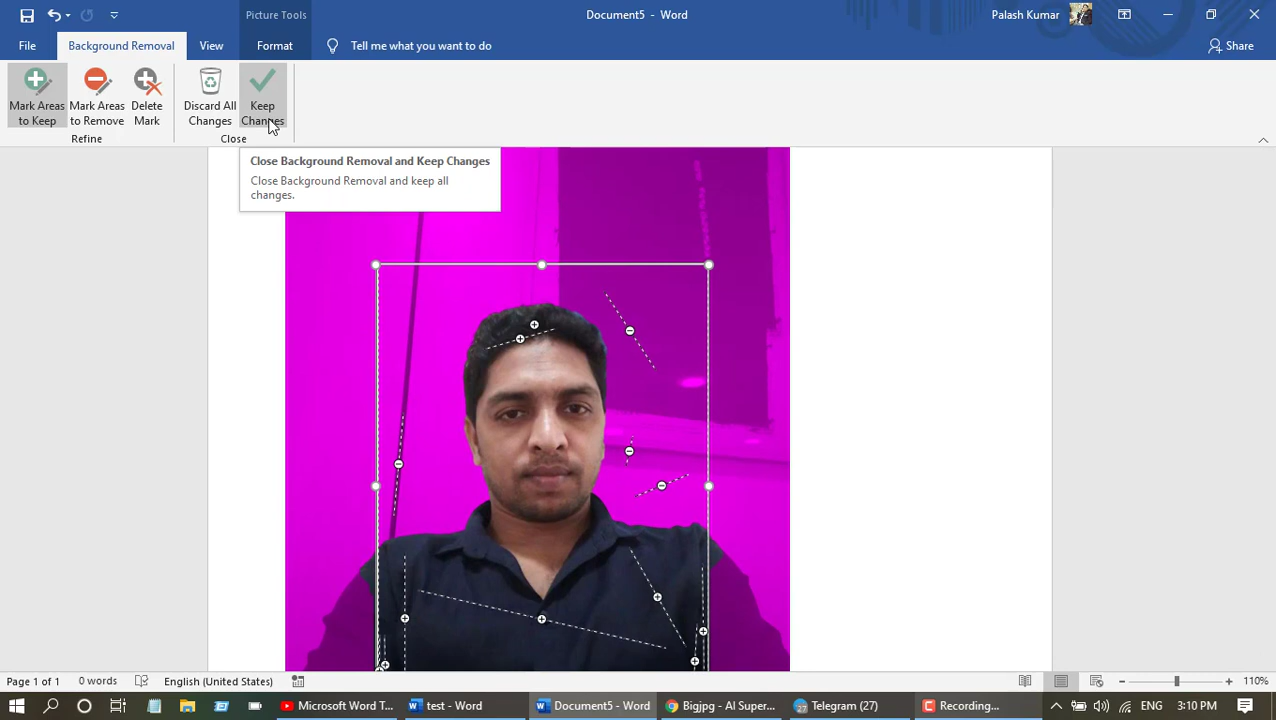 Picture Tools
Document5 - Word
Palash Kumar
File
Background Removal
View
Format
Tell me what you want to do
Share
Mark Areas to Keep
Mark Areas to Remove
Delete Mark
Discard All Changes
Keep Changes
Refine
Close
Close Background Removal and Keep Changes
Close Background Removal and keep all
changes.
Page 1 of 1
0 words
English (United States)
110%
Microsoft Word T...
test - Word
Document5 - Word
Bigjpg - AI Super...
Telegram (27)
27
Recording...
3:10 PM